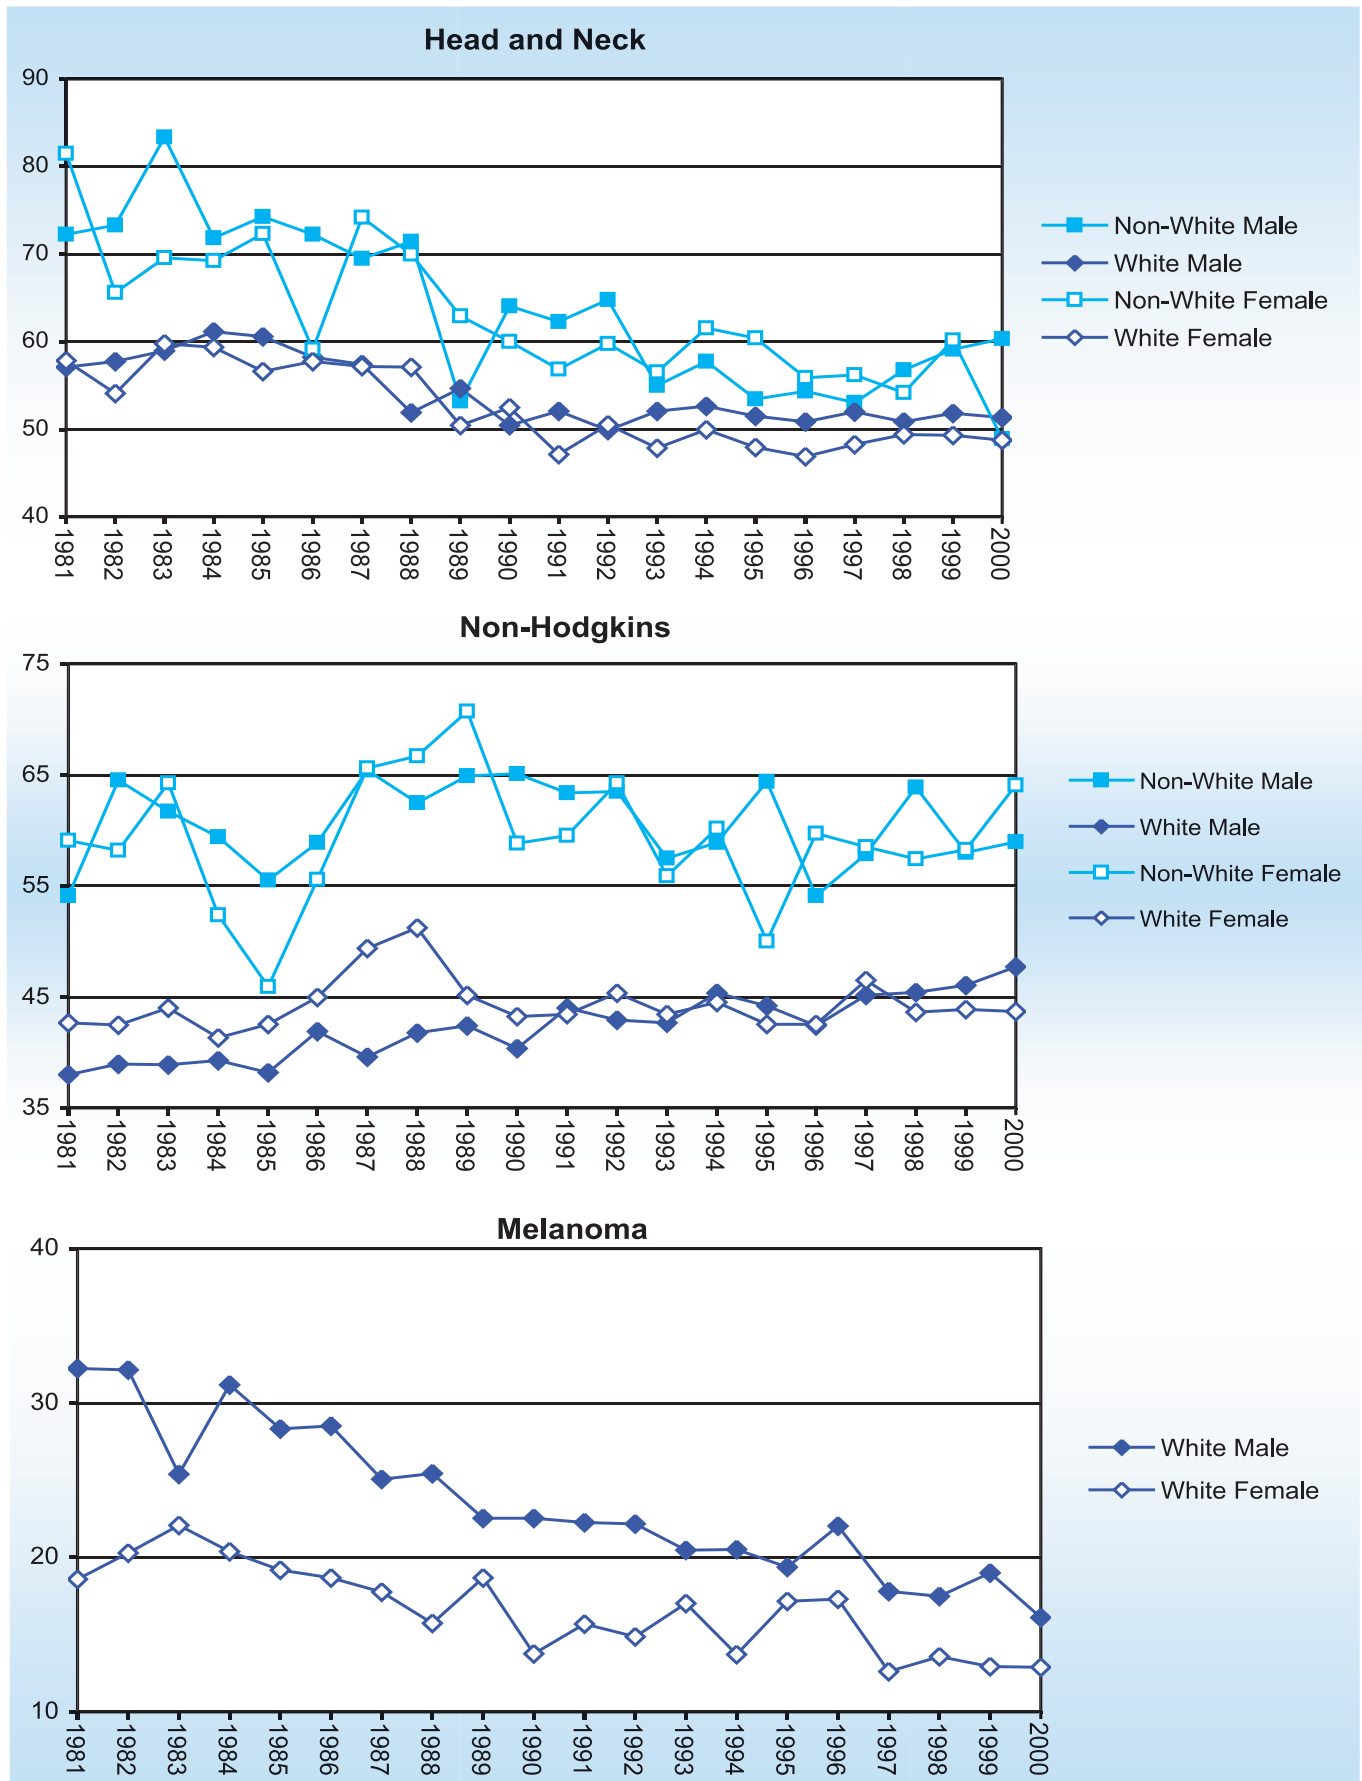 Head and Neck
90
80
70
60
50
40
1981 1982 1983 1984 1985 1986 1987 1988 1989 1990 1991 1992 1993 1994 1995 1996 1997 1998 1999 2000
Non-White Male
White Male
Non-White Female
White Female
Non-Hodgkins
75
65
55
45
35
1981 1982 1983 1984 1985 1986 1987 1988 1989 1990 1991 1992 1993 1994 1995 1996 1997 1998 1999 2000
Non-White Male
White Male
Non-White Female
White Female
Melanoma
40
30
20
10
1981 1982 1983 1984 1985 1986 1987 1988 1989 1990 1991 1992 1993 1994 1995 1996 1997 1998 1999 2000
White Male
White Female